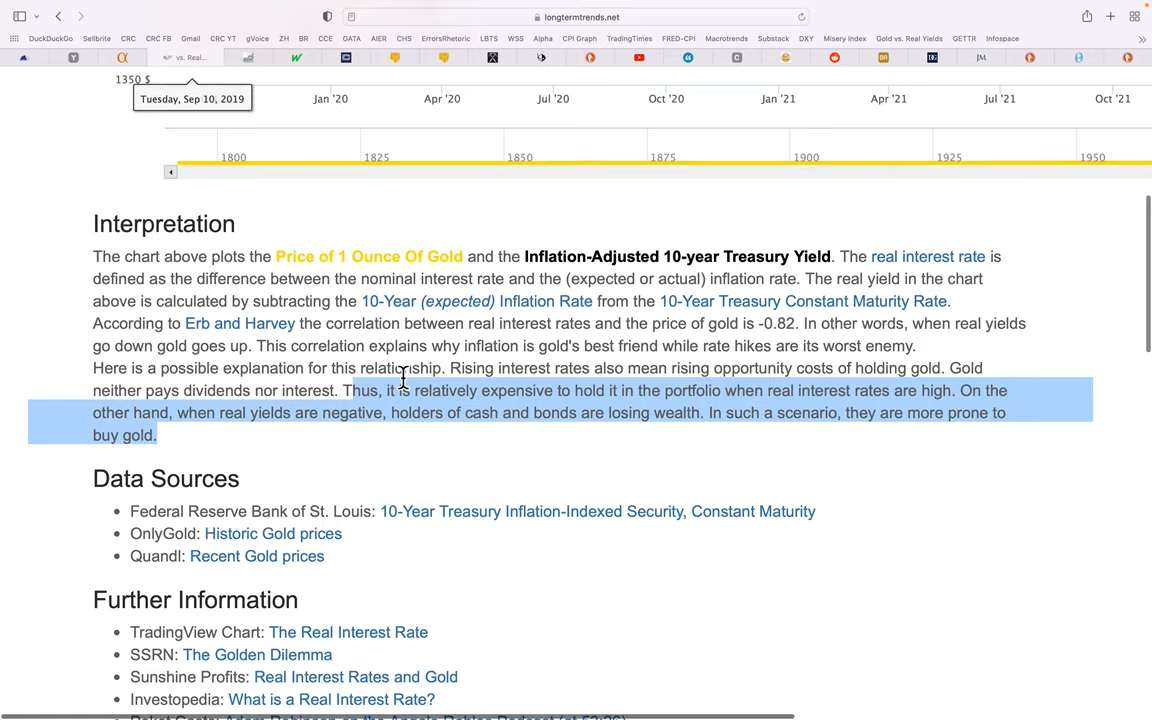 longtermtrends.net
DuckDuckGo Sellbrite CRC CRC FB Gmail CRC YT gVoice ZH BR CCE GATA AIER CHS ErrorsRhetoric LBTS WSS Alpha CPI Graph TradingTimes FRED-CPI Macrotrends Substack DXY Misery Index Gold vs. Real Yields GETTR Infospace
vs. Real...
1350 $
Tuesday, Sep 10, 2019
Jan '20 Apr '20 Jul '20 Oct '20 Jan '21 Apr '21 Jul '21 Oct '21
1800 1825 1850 1875 1900 1925 1950
Interpretation
The chart above plots the Price of 1 Ounce Of Gold and the Inflation-Adjusted 10-year Treasury Yield. The real interest rate is
defined as the difference between the nominal interest rate and the (expected or actual) inflation rate. The real yield in the chart
above is calculated by subtracting the 10-Year (expected) Inflation Rate from the 10-Year Treasury Constant Maturity Rate.
According to Erb and Harvey the correlation between real interest rates and the price of gold is -0.82. In other words, when real yields
go down gold goes up. This correlation explains why inflation is gold's best friend while rate hikes are its worst enemy.
Here is a possible explanation for this relationship. Rising interest rates also mean rising opportunity costs of holding gold. Gold
neither pays dividends nor interest. Thus, it is relatively expensive to hold it in the portfolio when real interest rates are high. On the
other hand, when real yields are negative, holders of cash and bonds are losing wealth. In such a scenario, they are more prone to
buy gold.
Data Sources
• Federal Reserve Bank of St. Louis: 10-Year Treasury Inflation-Indexed Security, Constant Maturity
• OnlyGold: Historic Gold prices
• Quandl: Recent Gold prices
Further Information
• TradingView Chart: The Real Interest Rate
• SSRN: The Golden Dilemma
• Sunshine Profits: Real Interest Rates and Gold
• Investopedia: What is a Real Interest Rate?